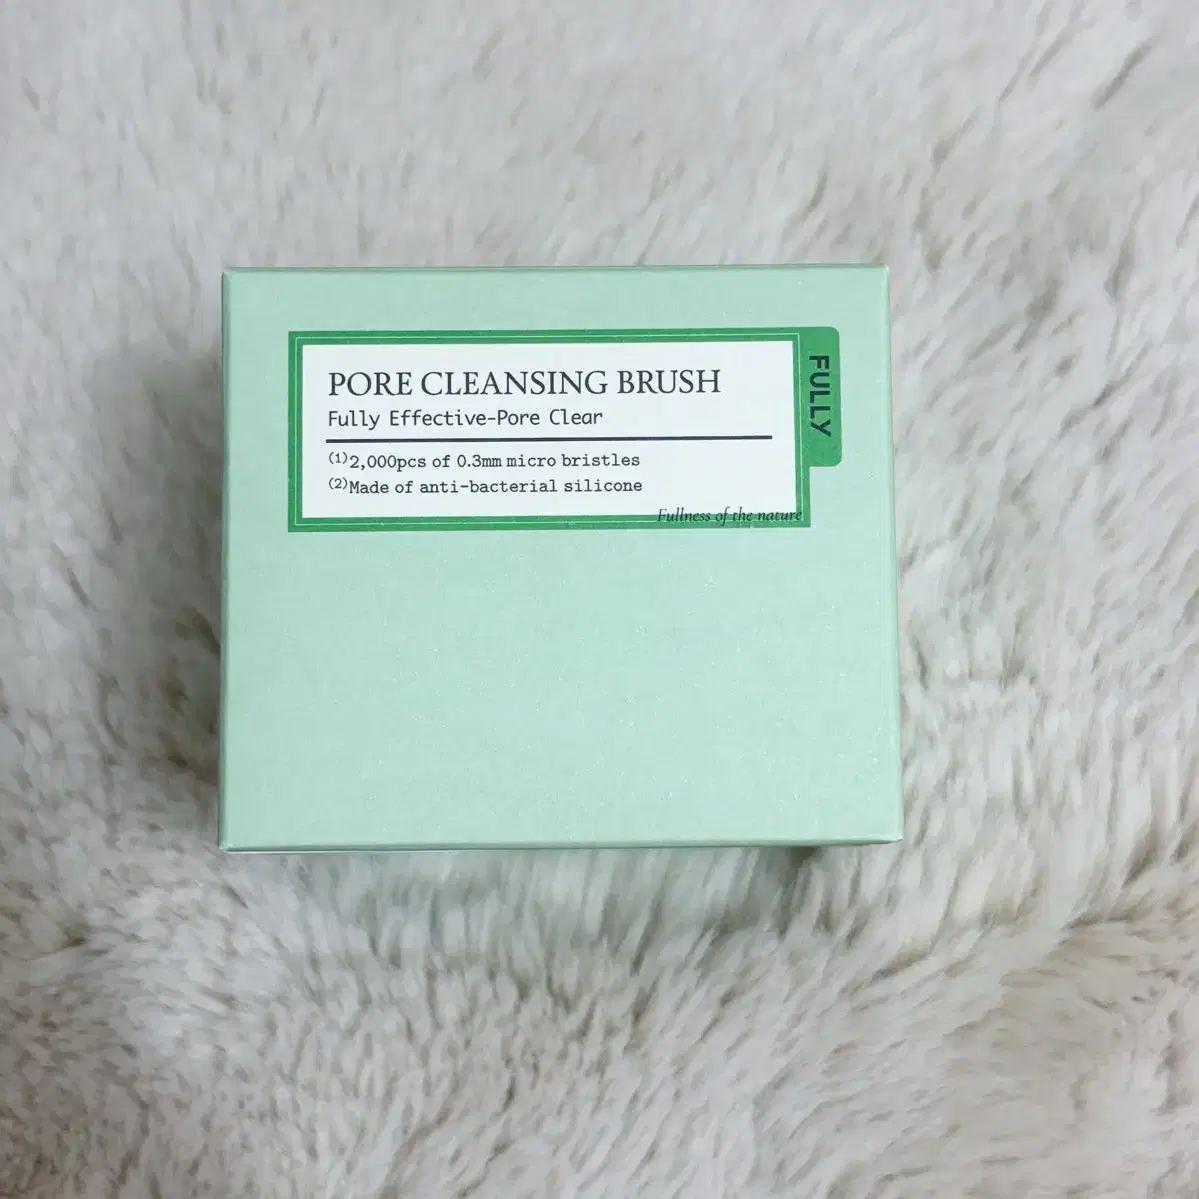 PORE CLEANSING BRUSH
Fully Effective-Pore Clear
(1)2,000pcs of 0.3mm micro bristles
(2)Made of anti-bacterial silicone
Fullness of the nature
FULLY